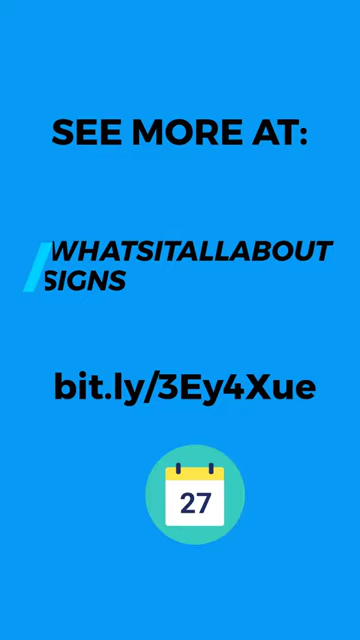 SEE MORE AT:
WHATSITALLABOUT
SIGNS
bit.ly/3Ey4Xue
27